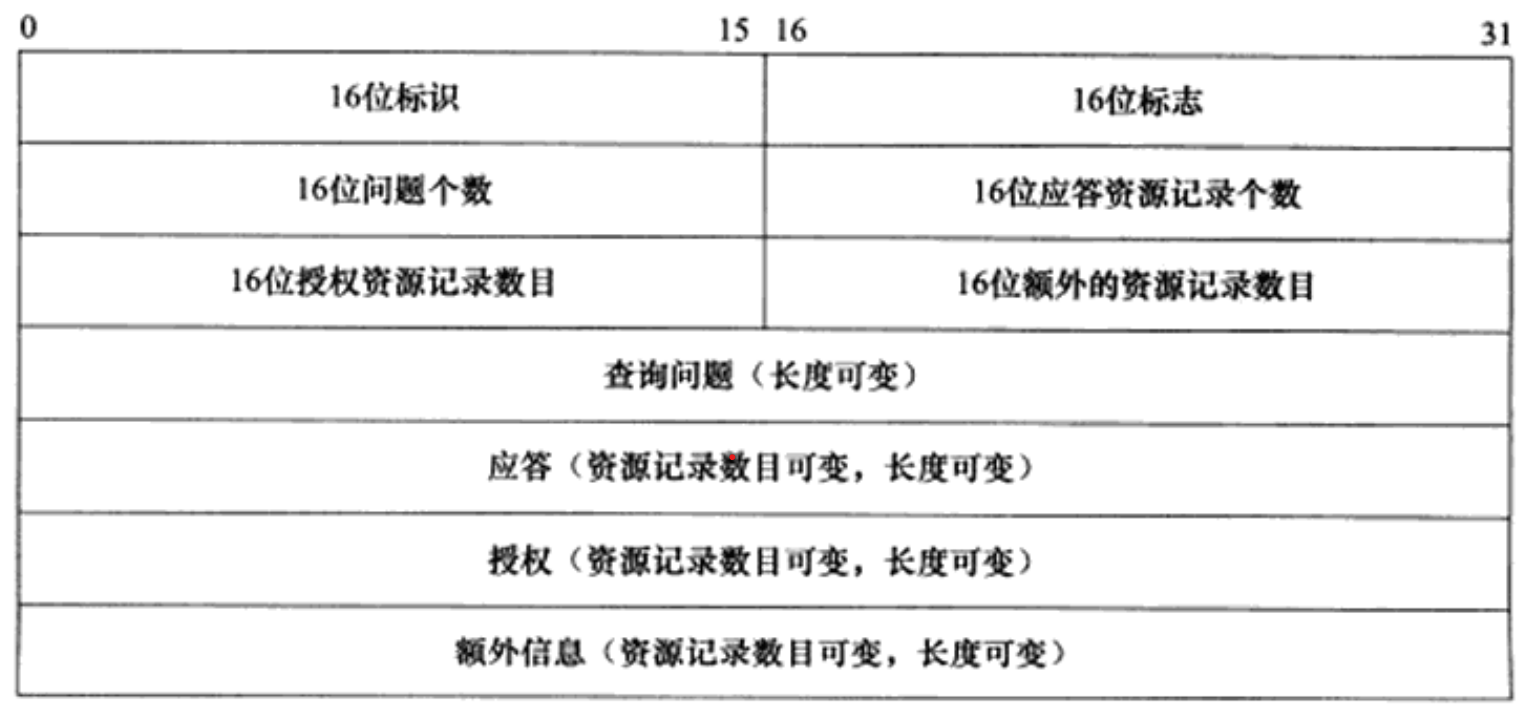 0 15 16 31
16位标识 16位标志
16位问题个数 16位应答资源记录个数
16位授权资源记录数目 16位额外的资源记录数目
查询问题（长度可变）
应答（资源记录数目可变，长度可变）
授权（资源记录数目可变，长度可变）
额外信息（资源记录数目可变，长度可变）